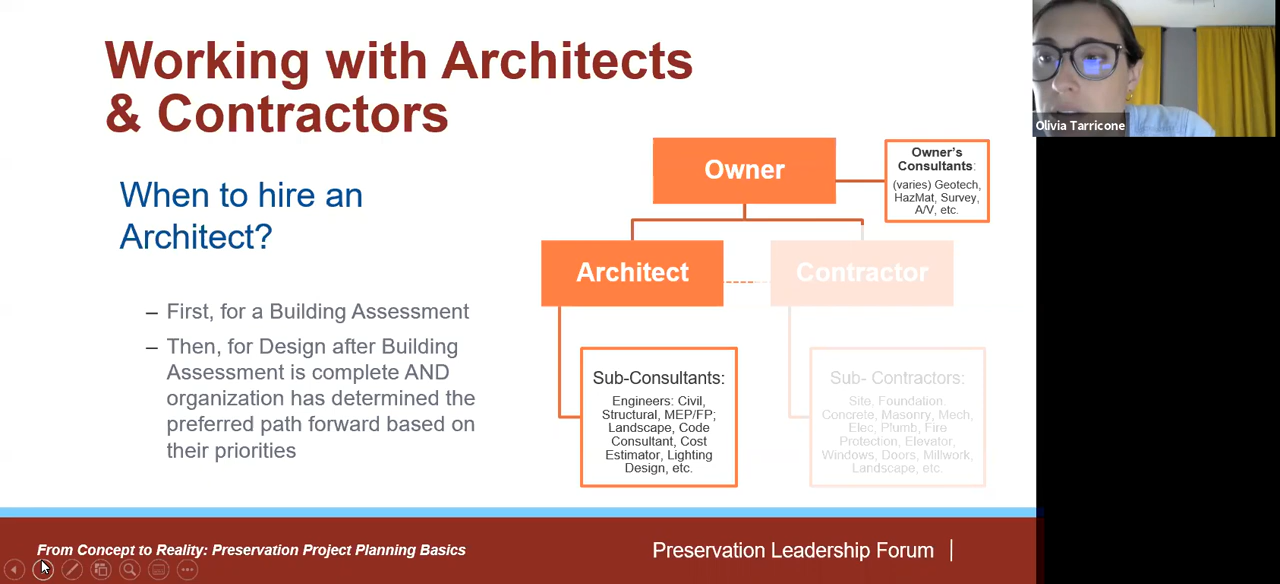 Working with Architects
& Contractors
When to hire an
Architect?
– First, for a Building Assessment
– Then, for Design after Building
Assessment is complete AND
organization has determined the
preferred path forward based on
their priorities
Owner
Owner's
Consultants:
(varies) Geotech,
HazMat, Survey,
A/V, etc.
Architect
Contractor
Sub-Consultants:
Engineers: Civil,
Structural, MEP/FP;
Landscape, Code
Consultant, Cost
Estimator, Lighting
Design, etc.
Sub- Contractors:
Site, Foundation.
Concrete, Masonry, Mech,
Elec, Plumb, Fire
Protection, Elevator,
Windows, Doors, Millwork,
Landscape, etc.
Olivia Tarricone
From Concept to Reality: Preservation Project Planning Basics
Preservation Leadership Forum